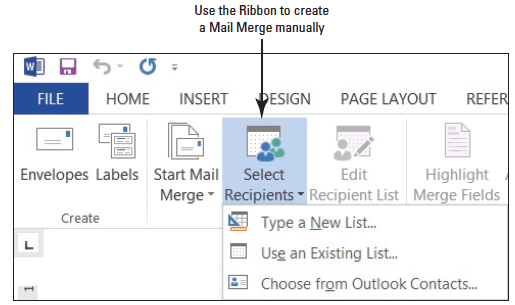 Use the Ribbon to create
a Mail Merge manually
FILE HOME INSERT DESIGN PAGE LAYOUT REFER
Envelopes Labels Start Mail Select Edit Highlight
Merge Recipients Recipient List Merge Fields
Create
Type a New List...
Use an Existing List...
Choose from Outlook Contacts...
L
1